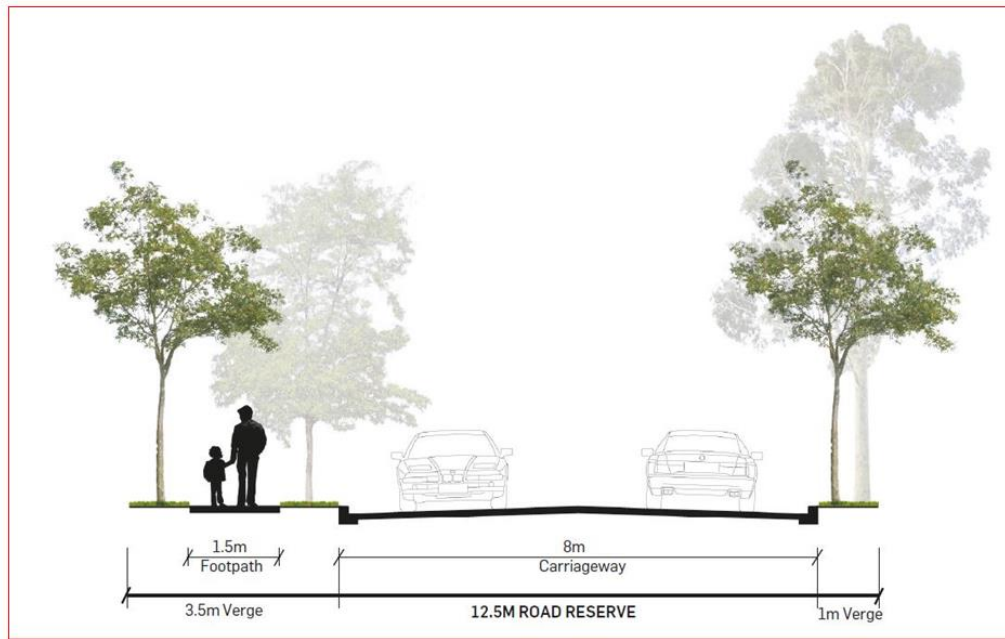 1.5m
Footpath
8m
Carriageway
3.5m Verge
12.5M ROAD RESERVE
1m Verge